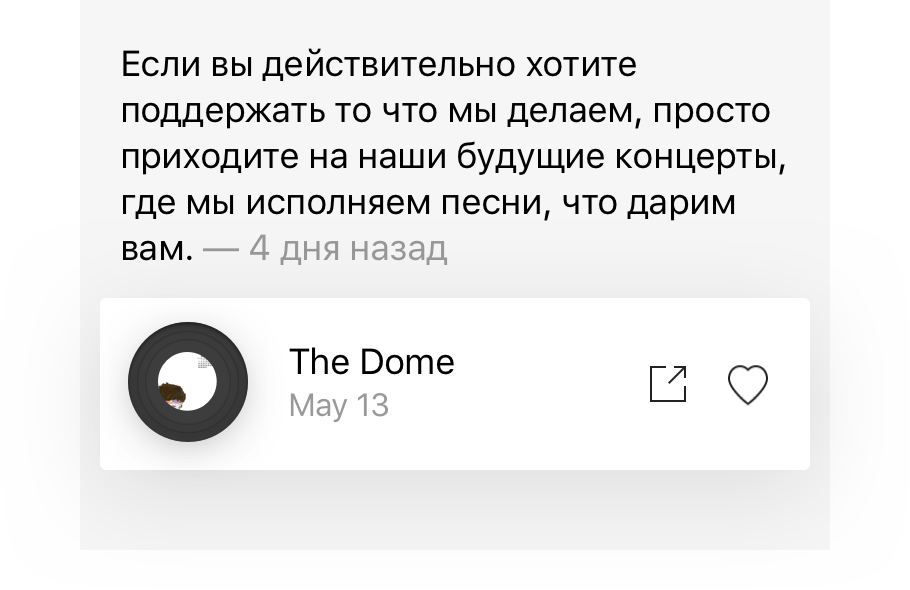 Если вы действительно хотите
поддержать то что мы делаем, просто
приходите на наши будущие концерты,
где мы исполняем песни, что дарим
вам. — 4 дня назад
The Dome
May 13